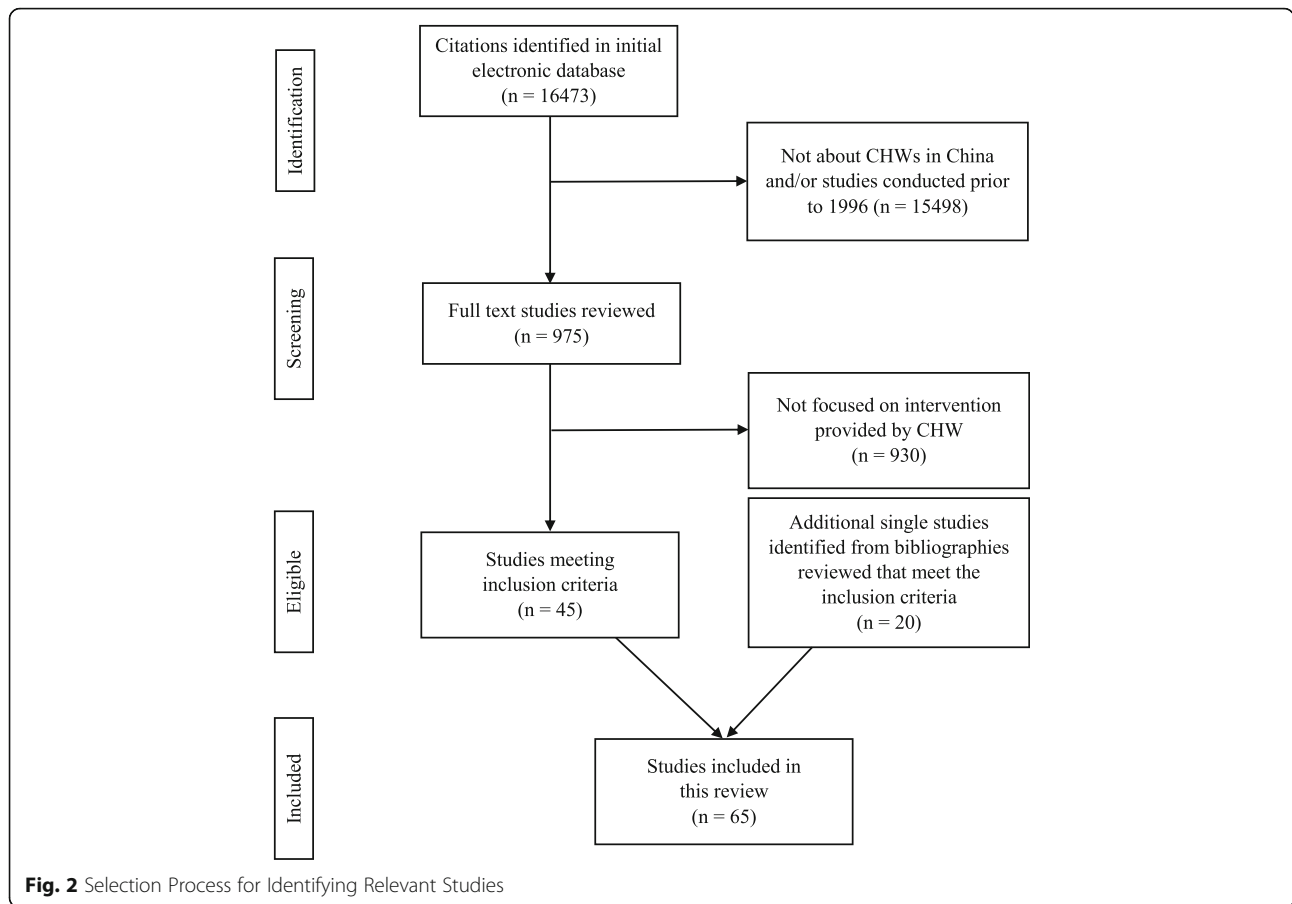 Identification
Citations identified in initial
electronic database
(n = 16473)
Not about CHWs in China
and/or studies conducted prior
to 1996 (n = 15498)
Screening
Full text studies reviewed
(n = 975)
Not focused on intervention
provided by CHW
(n = 930)
Eligible
Studies meeting
inclusion criteria
(n = 45)
Additional single studies
identified from bibliographies
reviewed that meet the
inclusion criteria
(n = 20)
Included
Studies included in
this review
(n = 65)
Fig. 2 Selection Process for Identifying Relevant Studies